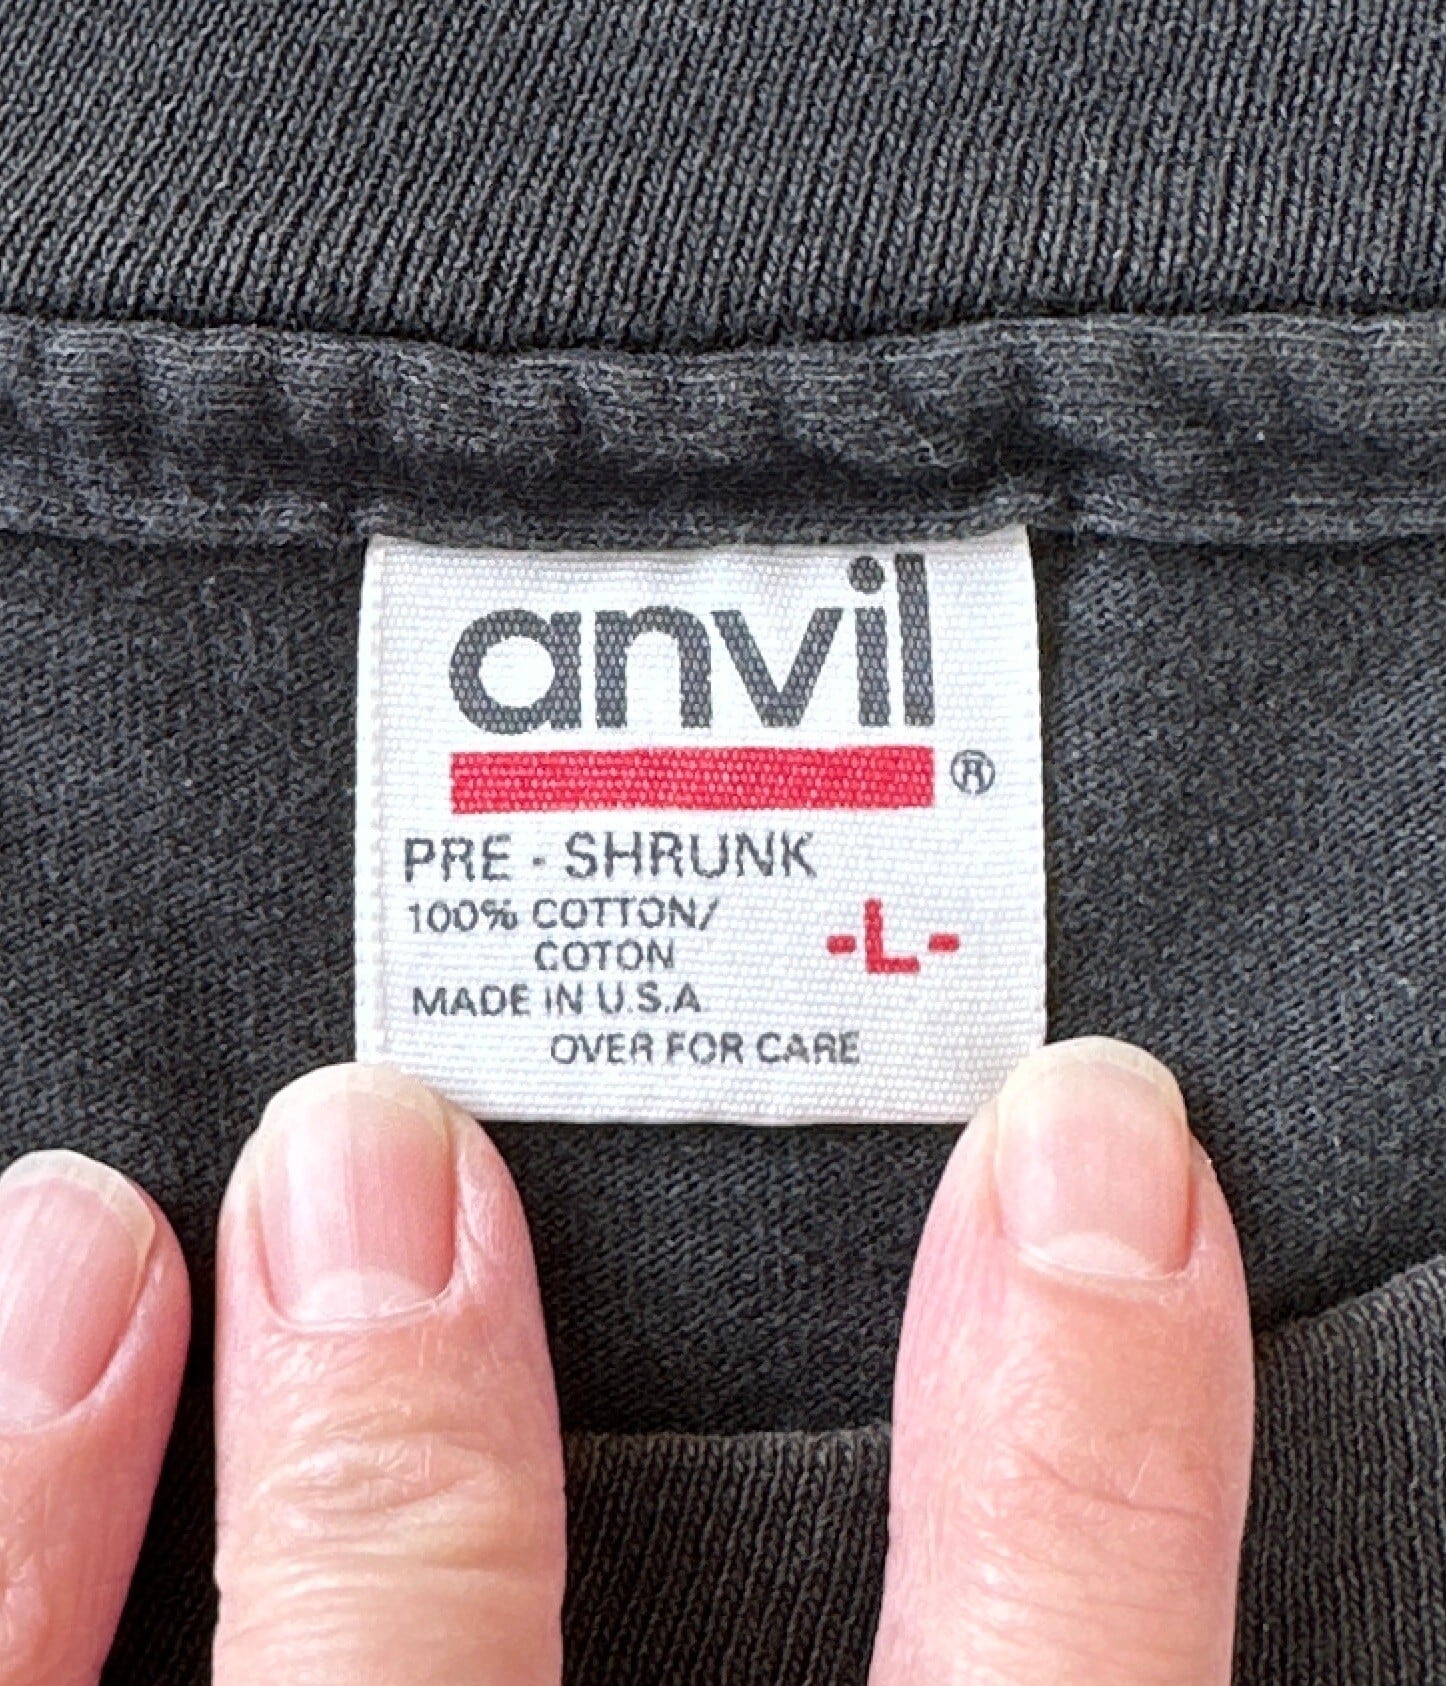 anvil
®
PRE - SHRUNK
100% COTTON/
COTON
-L-
MADE IN U.S.A
OVER FOR CARE